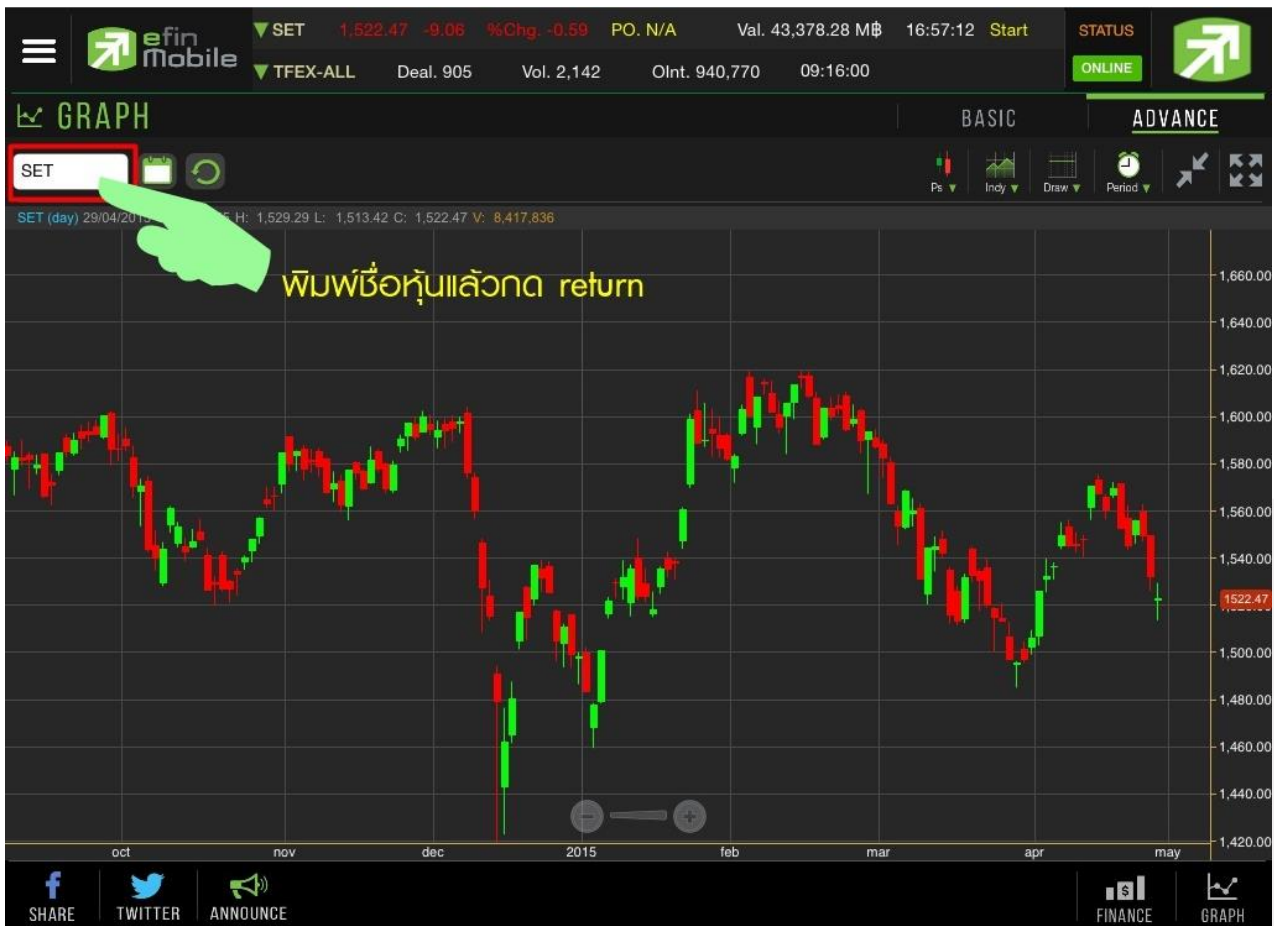 efin Mobile
SET 1,522.47 -9.06 %Chg. -0.59 PO. N/A Val. 43,378.28 M฿ 16:57:12 Start
TFEX-ALL Deal. 905 Vol. 2,142 OInt. 940,770 09:16:00
STATUS
ONLINE
GRAPH
BASIC
ADVANCE
SET
Ps
Indy
Draw
Period
SET (day) H: 1,529.29 L: 1,513.42 C: 1,522.47 V: 8,417,836
พิมพ์ชื่อหุ้นแล้วกด return
1,660.00
1,640.00
1,620.00
1,600.00
1,580.00
1,560.00
1,540.00
1522.47
1,500.00
1,480.00
1,460.00
1,440.00
1,420.00
oct nov dec 2015 feb mar apr may
SHARE
TWITTER
ANNOUNCE
FINANCE
GRAPH